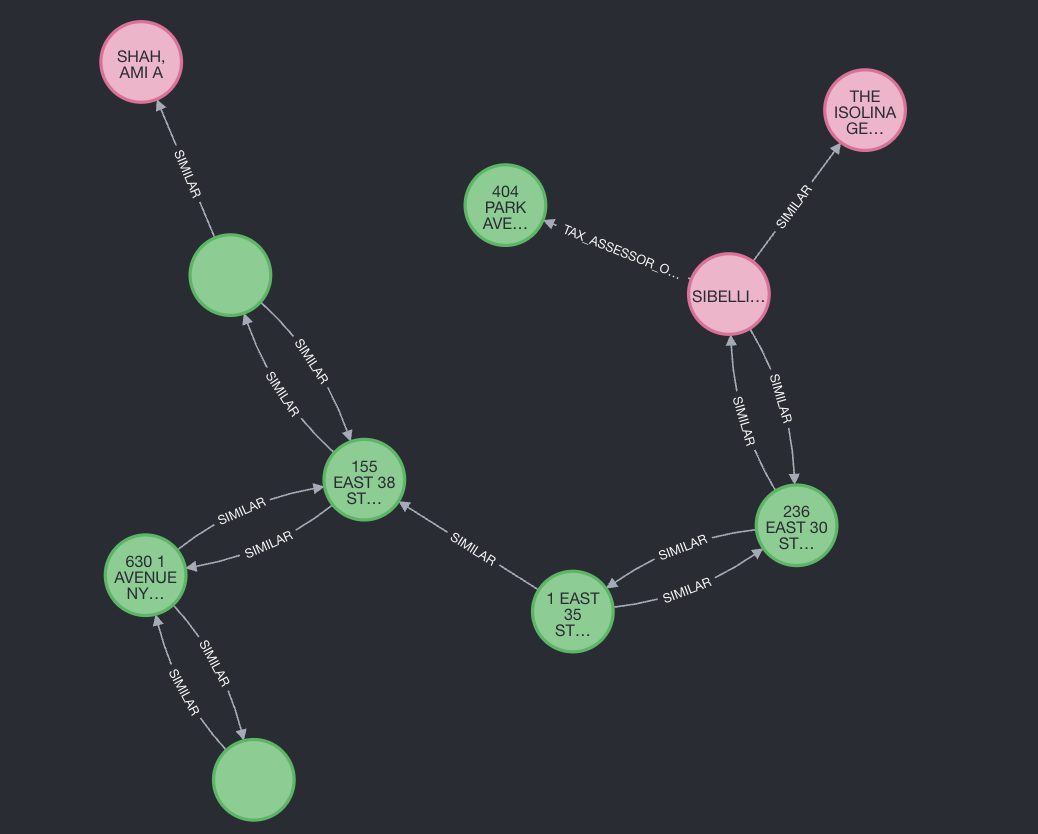 SHAH,
AMI A
THE
ISOLINA
GE...
SIMILAR
404
PARK
AVE...
SIMILAR
TAX_ASSESSOR_O...
SIBELLI...
SIMILAR
SIMILAR
SIMILAR
SIMILAR
155
EAST 38
ST...
SIMILAR
236
EAST 30
ST...
SIMILAR
SIMILAR
SIMILAR
SIMILAR
630 1
AVENUE
NY...
1 EAST
35
ST...
SIMILAR
SIMILAR
SIMILAR